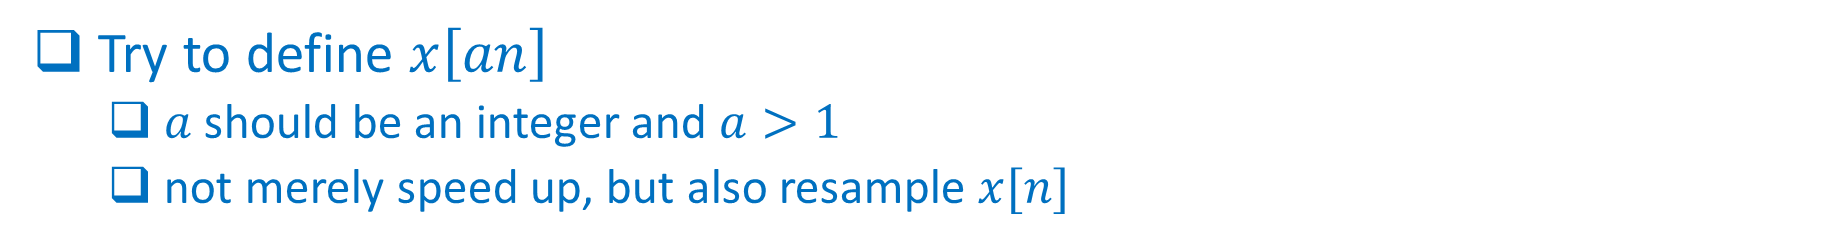 ❑ Try to define x[an]
❑ a should be an integer and a > 1
❑ not merely speed up, but also resample x[n]